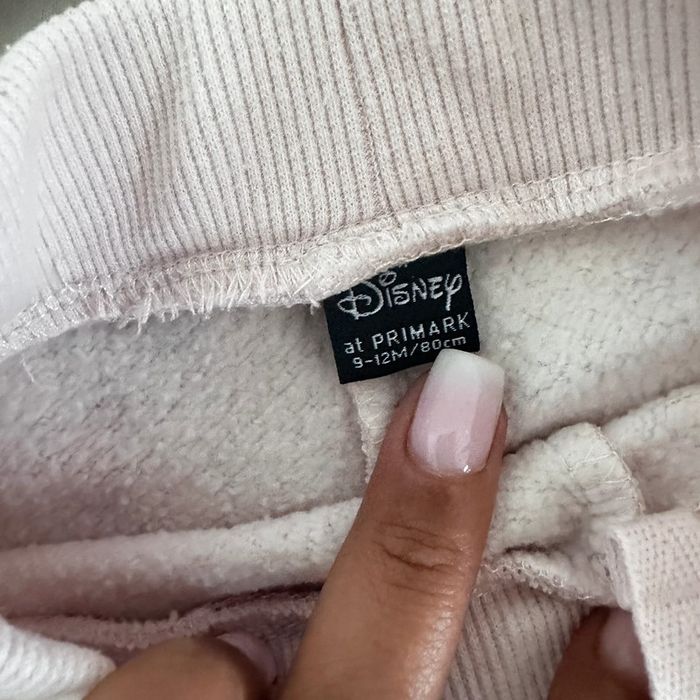 Disney
at PRIMARK
9-12M/80cm